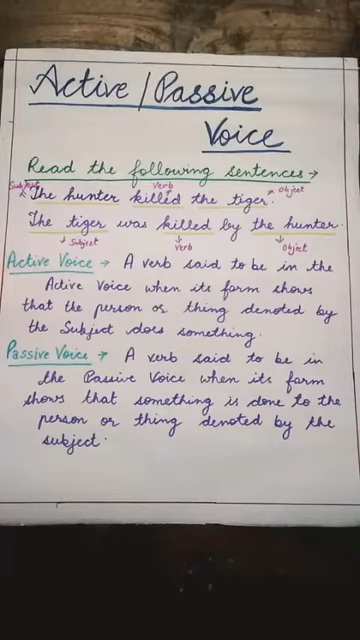 Active / Passive
Voice
Read the following sentences →
Subject Verb Object
The hunter killed the tiger.
The tiger was killed by the hunter.
Subject Verb Object
Active Voice → A verb said to be in the
Active Voice when its form shows
that the person or thing denoted by
the Subject does something.
Passive Voice → A verb said to be in
the Passive Voice when its form
shows that something is done to the
person or thing denoted by the
subject.